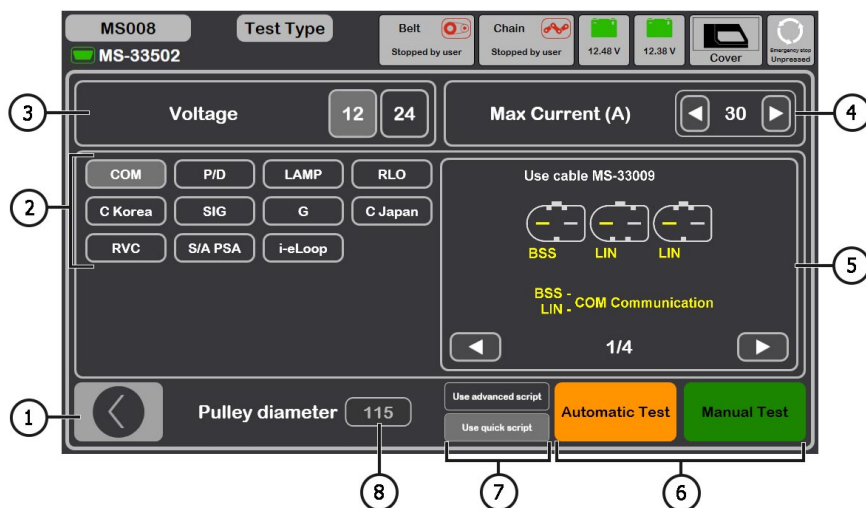 MS008
Test Type
MS-33502
Belt
Stopped by user
Chain
Stopped by user
12.48 V
12.38 V
Cover
Emergency stop
Unpressed
3
Voltage
12
24
Max Current (A)
30
4
2
COM
P/D
LAMP
RLO
C Korea
SIG
G
C Japan
RVC
S/A PSA
i-eLoop
Use cable MS-33009
BSS
LIN
LIN
BSS -
LIN - COM Communication
1/4
5
1
Pulley diameter
115
Use advanced script
Use quick script
Automatic Test
Manual Test
8
7
6